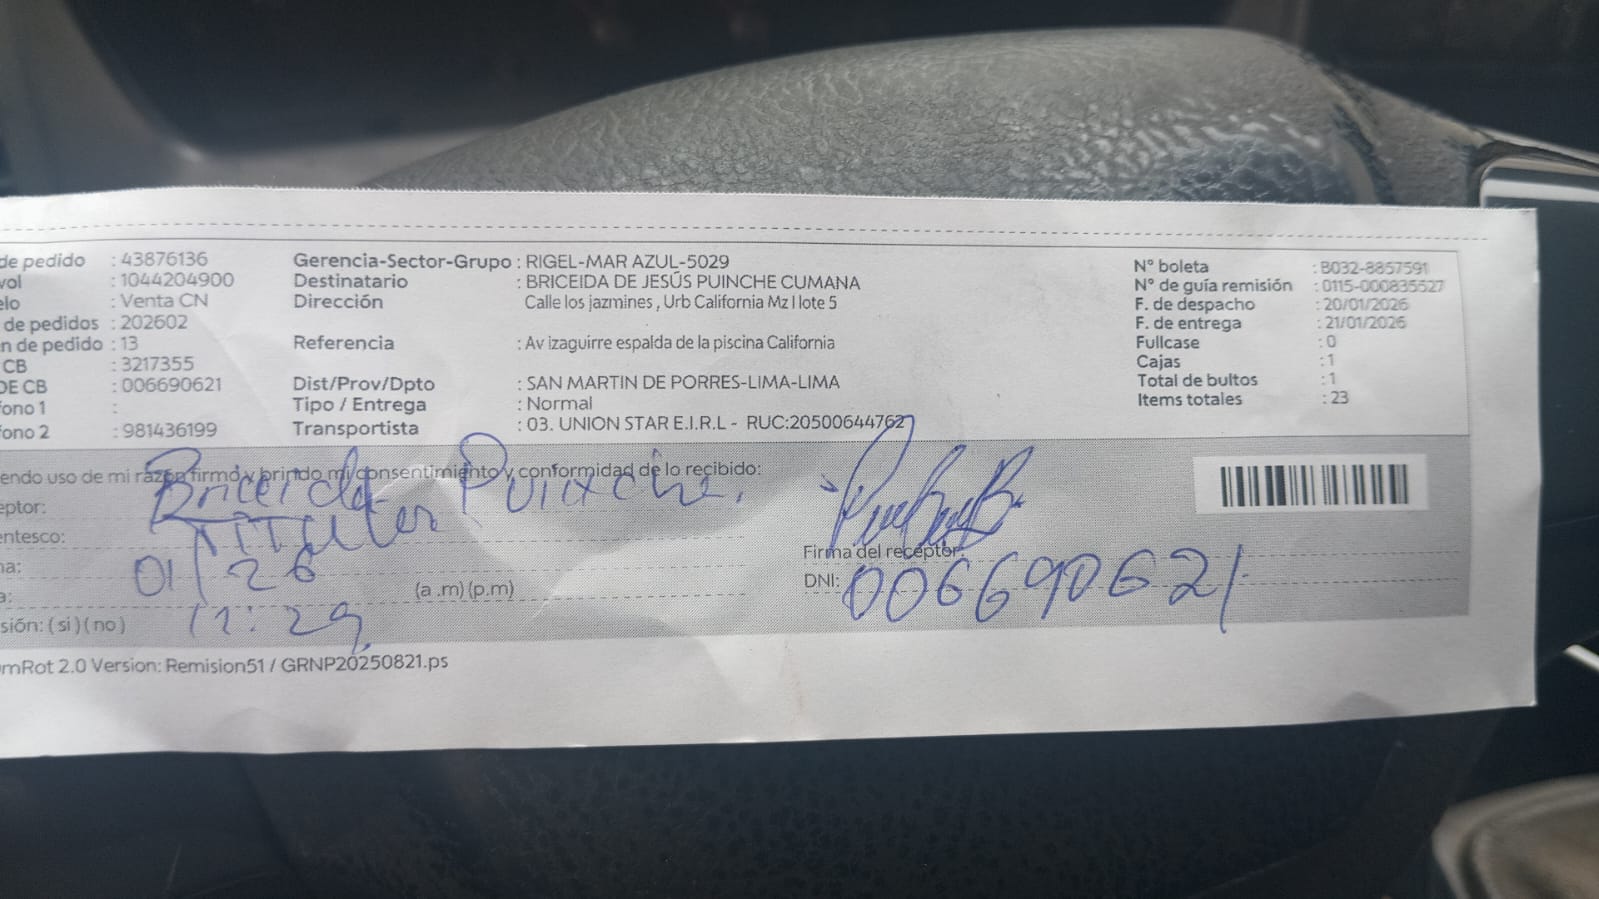 de pedido : 43876136 Gerencia-Sector-Grupo : RIGEL-MAR AZUL-5029 N° boleta : B032-8857591
vol : 1044204900 Destinatario : BRICEIDA DE JESÚS PUINCHE CUMANA N° de guía remisión : 0115-000835527
elo : Venta CN Dirección Calle los jazmines , Urb California Mz I lote 5 F. de despacho : 20/01/2026
de pedidos : 202602 F. de entrega : 21/01/2026
n de pedido : 13 Referencia : Av izaguirre espalda de la piscina California Fullcase : 0
CB : 3217355 Cajas : 1
DE CB : 006690621 Dist/Prov/Dpto : SAN MARTIN DE PORRES-LIMA-LIMA Total de bultos : 1
fono 1 : Tipo / Entrega : Normal Items totales : 23
fono 2 : 981436199 Transportista : 03. UNION STAR E.I.R.L - RUC:20500644762
endo uso de mi razón firmo y brindo mi consentimiento y conformidad de lo recibido:
eptor: Briceida Puinche.
entesco: Titular
Firma del receptor:
ha: 01/26
DNI: 006690621
a: (a .m) (p.m)
sión: ( si ) ( no ) 12:29
mRot 2.0 Version: Remision51 / GRNP20250821.ps